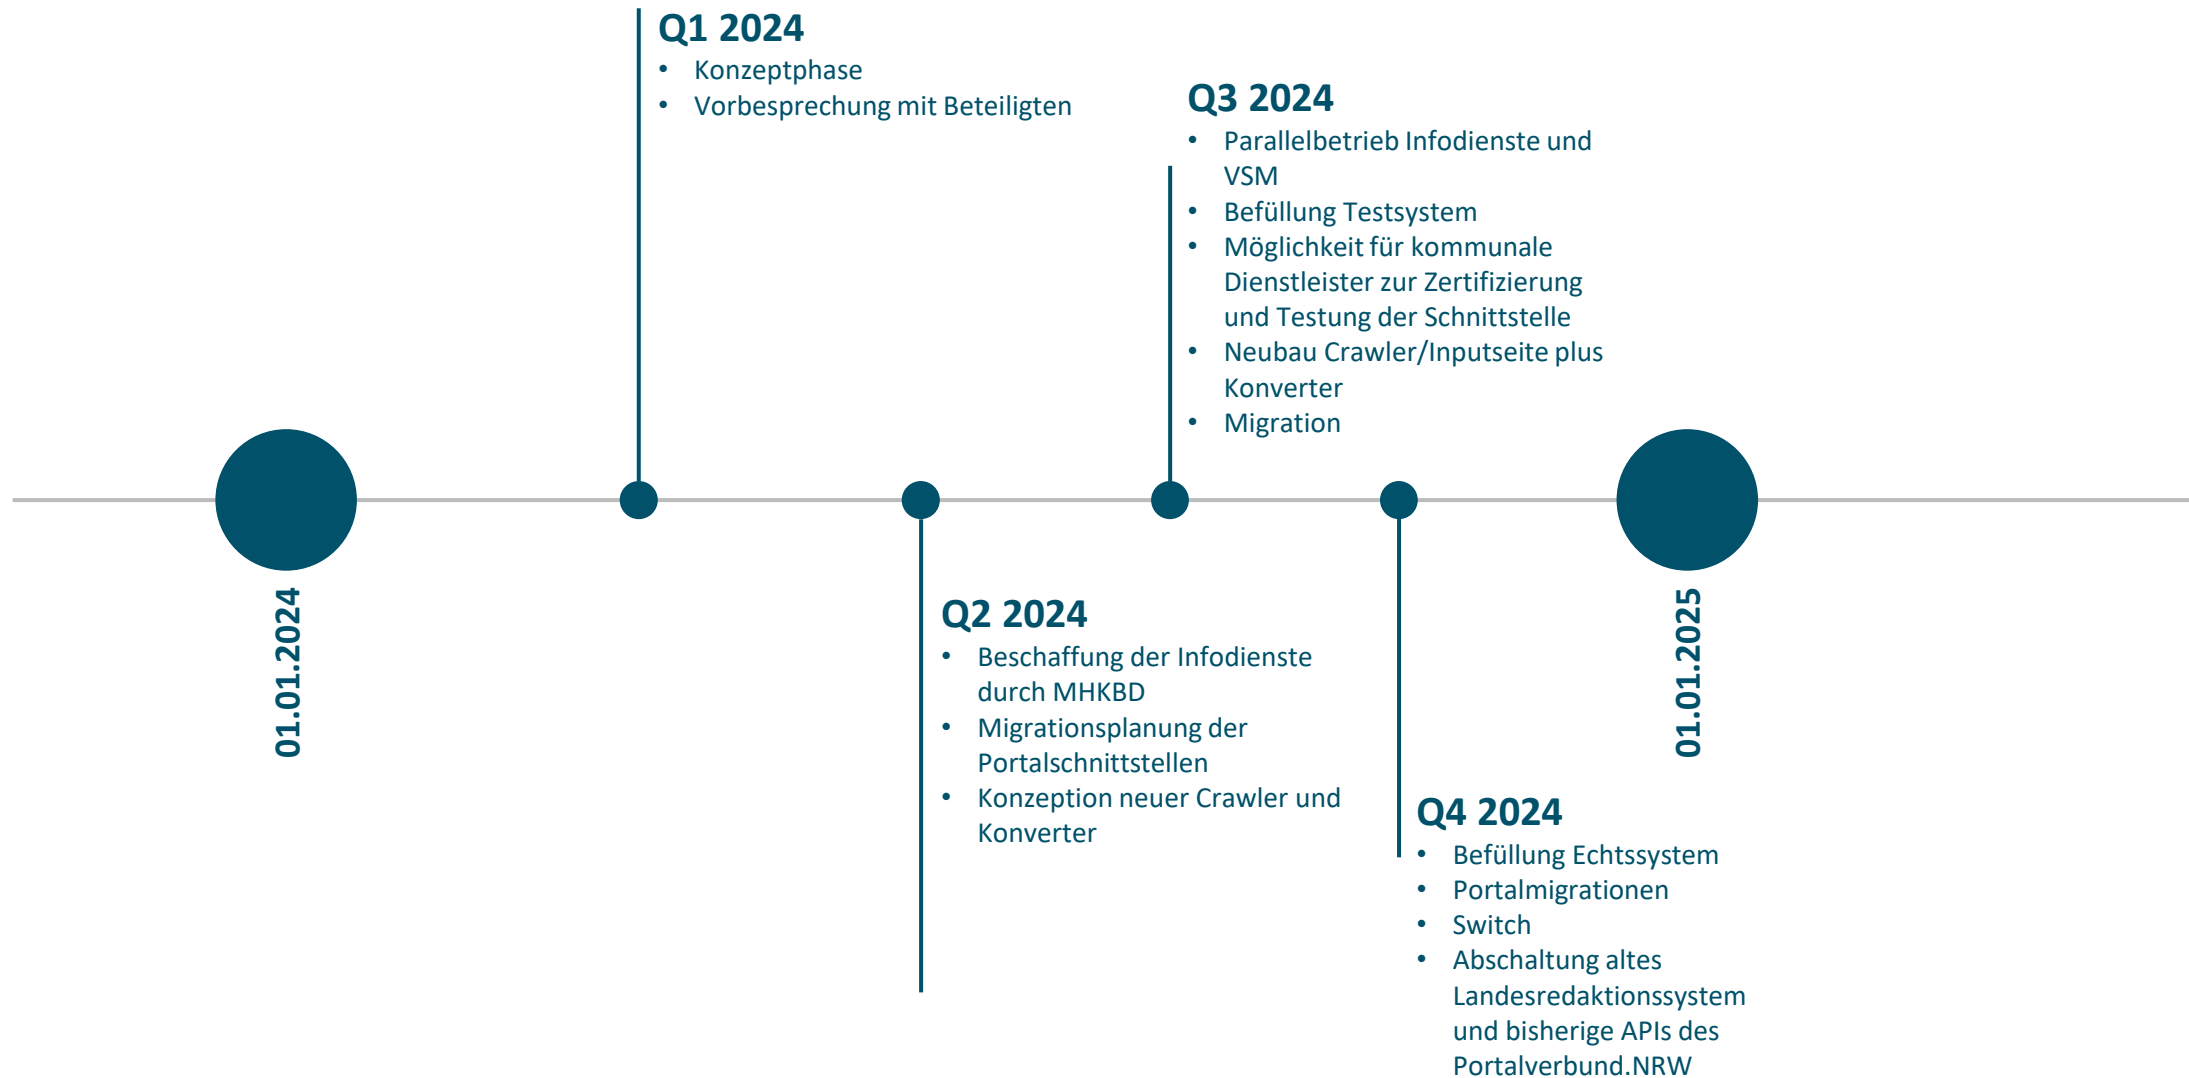 Q1 2024
• Konzeptphase
• Vorbesprechung mit Beteiligten
Q3 2024
• Parallelbetrieb Infodienste und
VSM
• Befüllung Testsystem
• Möglichkeit für kommunale
Dienstleister zur Zertifizierung
und Testung der Schnittstelle
• Neubau Crawler/Inputseite plus
Konverter
• Migration
01.01.2024
Q2 2024
• Beschaffung der Infodienste
durch MHKBD
• Migrationsplanung der
Portalschnittstellen
• Konzeption neuer Crawler und
Konverter
01.01.2025
Q4 2024
• Befüllung Echtssystem
• Portalmigrationen
• Switch
• Abschaltung altes
Landesredaktionssystem
und bisherige APIs des
Portalverbund.NRW